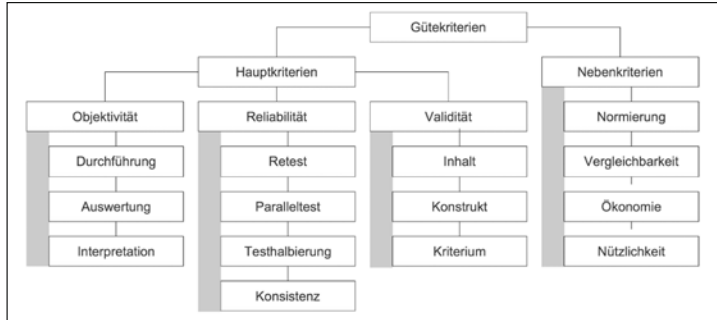 Gütekriterien
Hauptkriterien
Nebenkriterien
Objektivität
Durchführung
Auswertung
Interpretation
Reliabilität
Retest
Paralleltest
Testhalbierung
Konsistenz
Validität
Inhalt
Konstrukt
Kriterium
Normierung
Vergleichbarkeit
Ökonomie
Nützlichkeit